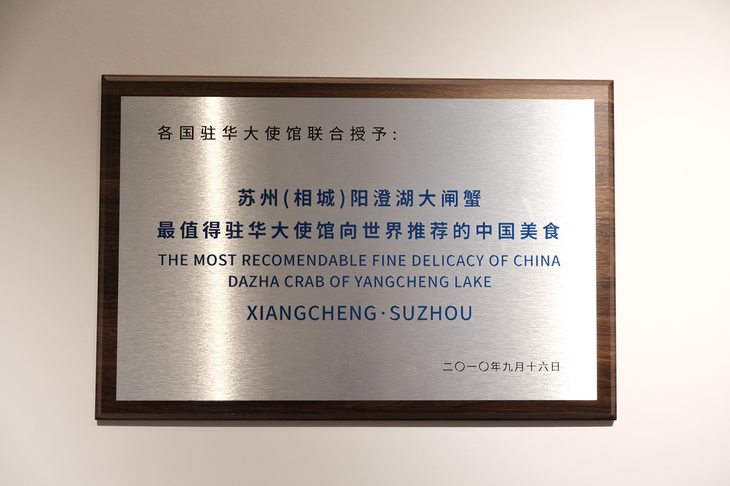 各国驻华大使馆联合授予:
苏州(相城)阳澄湖大闸蟹
最值得驻华大使馆向世界推荐的中国美食
THE MOST RECOMENDABLE FINE DELICACY OF CHINA
DAZHA CRAB OF YANGCHENG LAKE
XIANGCHENG·SUZHOU
二〇一〇年九月十六日